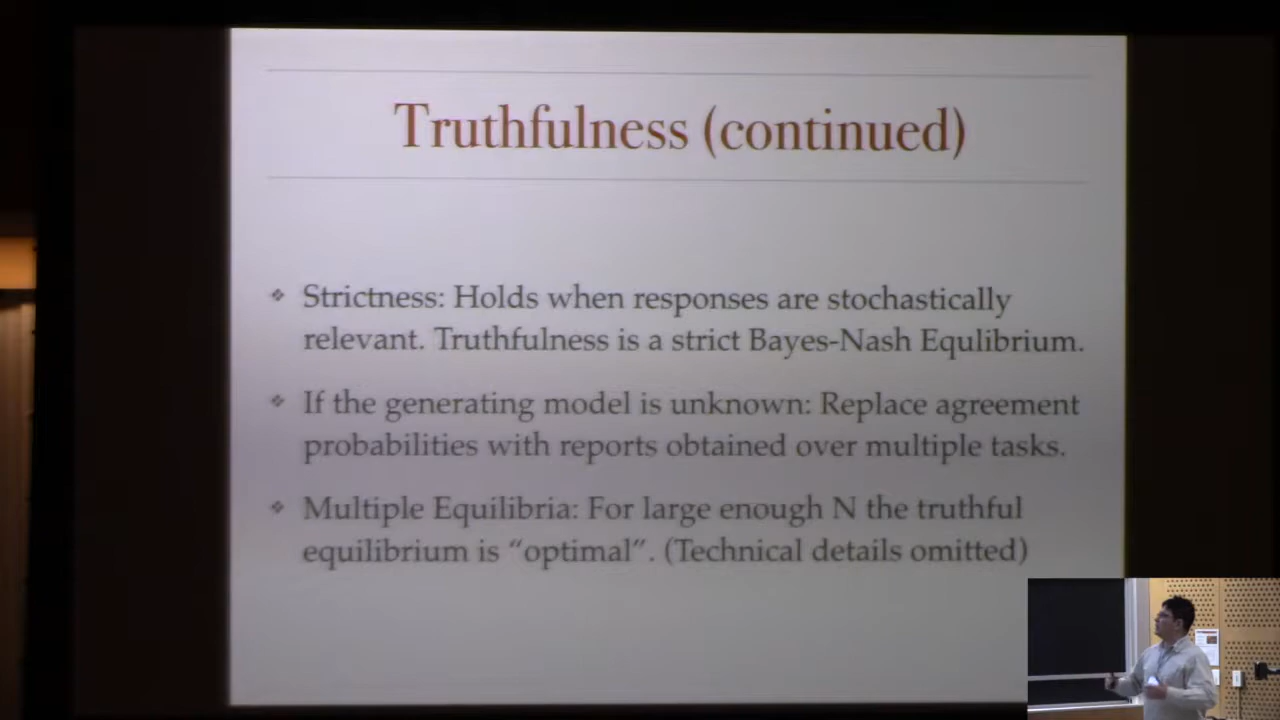 Truthfulness (continued)
❖ Strictness: Holds when responses are stochastically
relevant. Truthfulness is a strict Bayes-Nash Equlibrium.
❖ If the generating model is unknown: Replace agreement
probabilities with reports obtained over multiple tasks.
❖ Multiple Equilibria: For large enough N the truthful
equilibrium is “optimal”. (Technical details omitted)